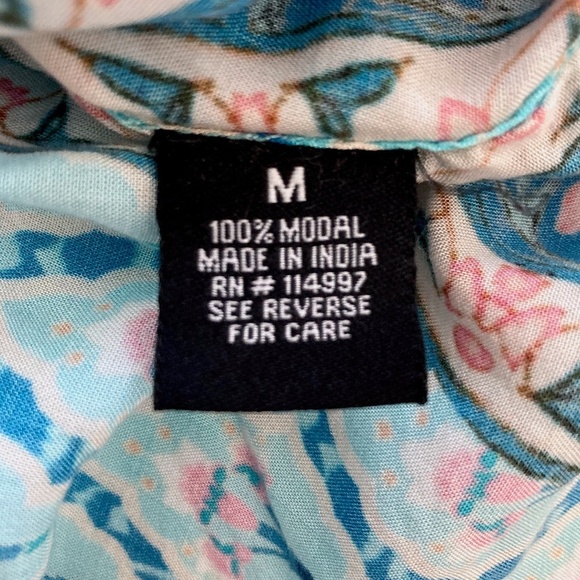 M
100% MODAL
MADE IN INDIA
RN # 114997
SEE REVERSE
FOR CARE